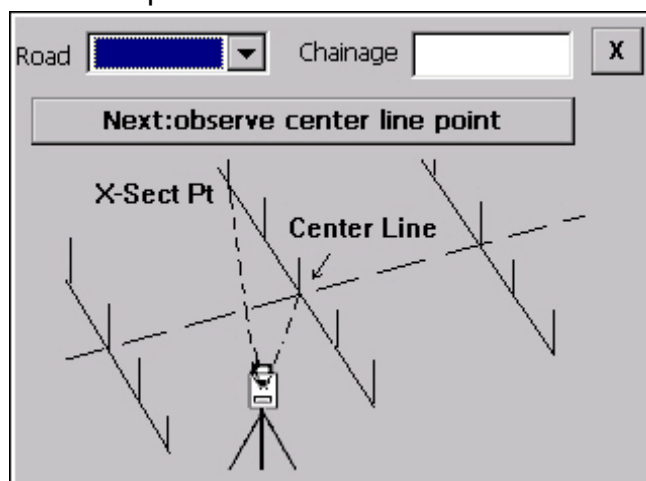 Road Chainage X
Next:observe center line point
X-Sect Pt
Center Line